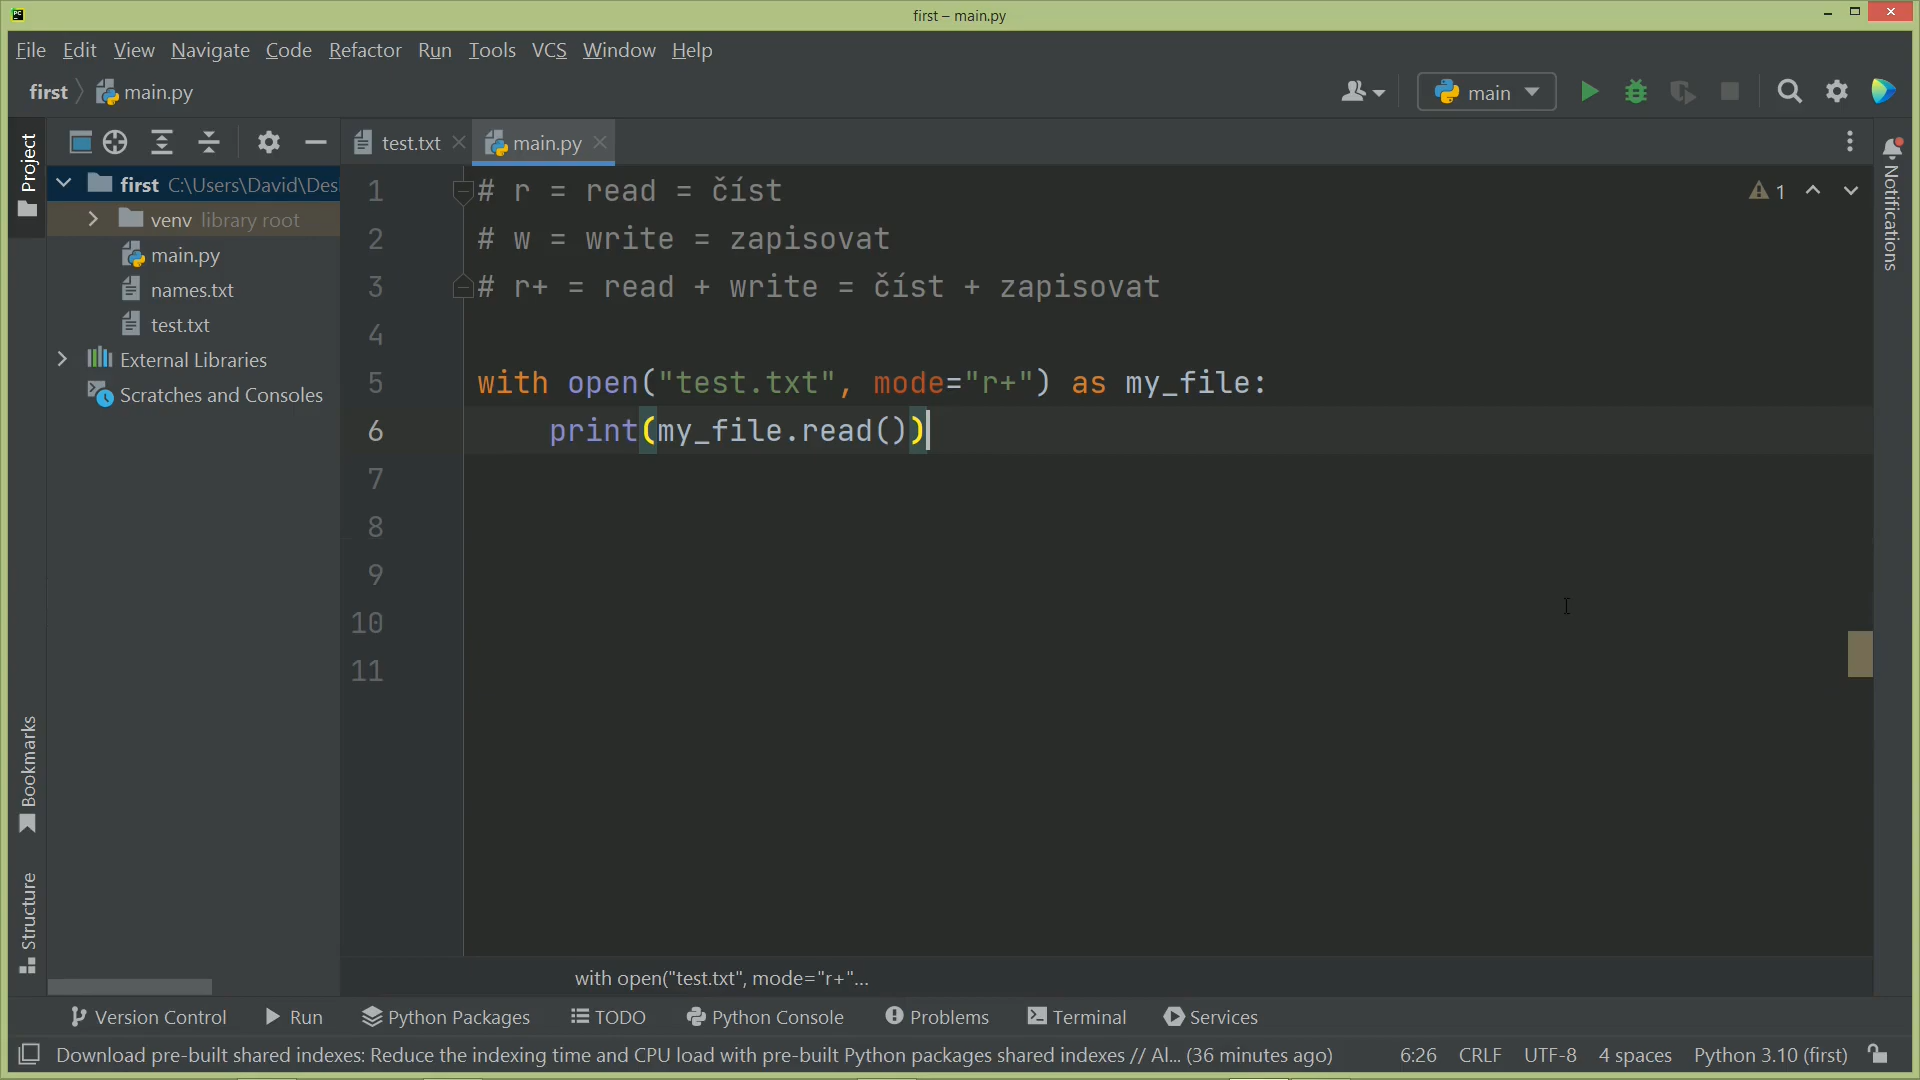 first – main.py
File Edit View Navigate Code Refactor Run Tools VCS Window Help
first main.py main
Project
test.txt main.py
first C:\Users\David\Des
venv library root
main.py
names.txt
test.txt
External Libraries
Scratches and Consoles
1 # r = read = číst
2 # w = write = zapisovat
3 # r+ = read + write = číst + zapisovat
4
5 with open("test.txt", mode="r+") as my_file:
6 print(my_file.read())
7
8
9
10
11
1
Notifications
Bookmarks
Structure
with open("test.txt", mode="r+"...
Version Control Run Python Packages TODO Python Console Problems Terminal Services
Download pre-built shared indexes: Reduce the indexing time and CPU load with pre-built Python packages shared indexes // Al... (36 minutes ago) 6:26 CRLF UTF-8 4 spaces Python 3.10 (first)